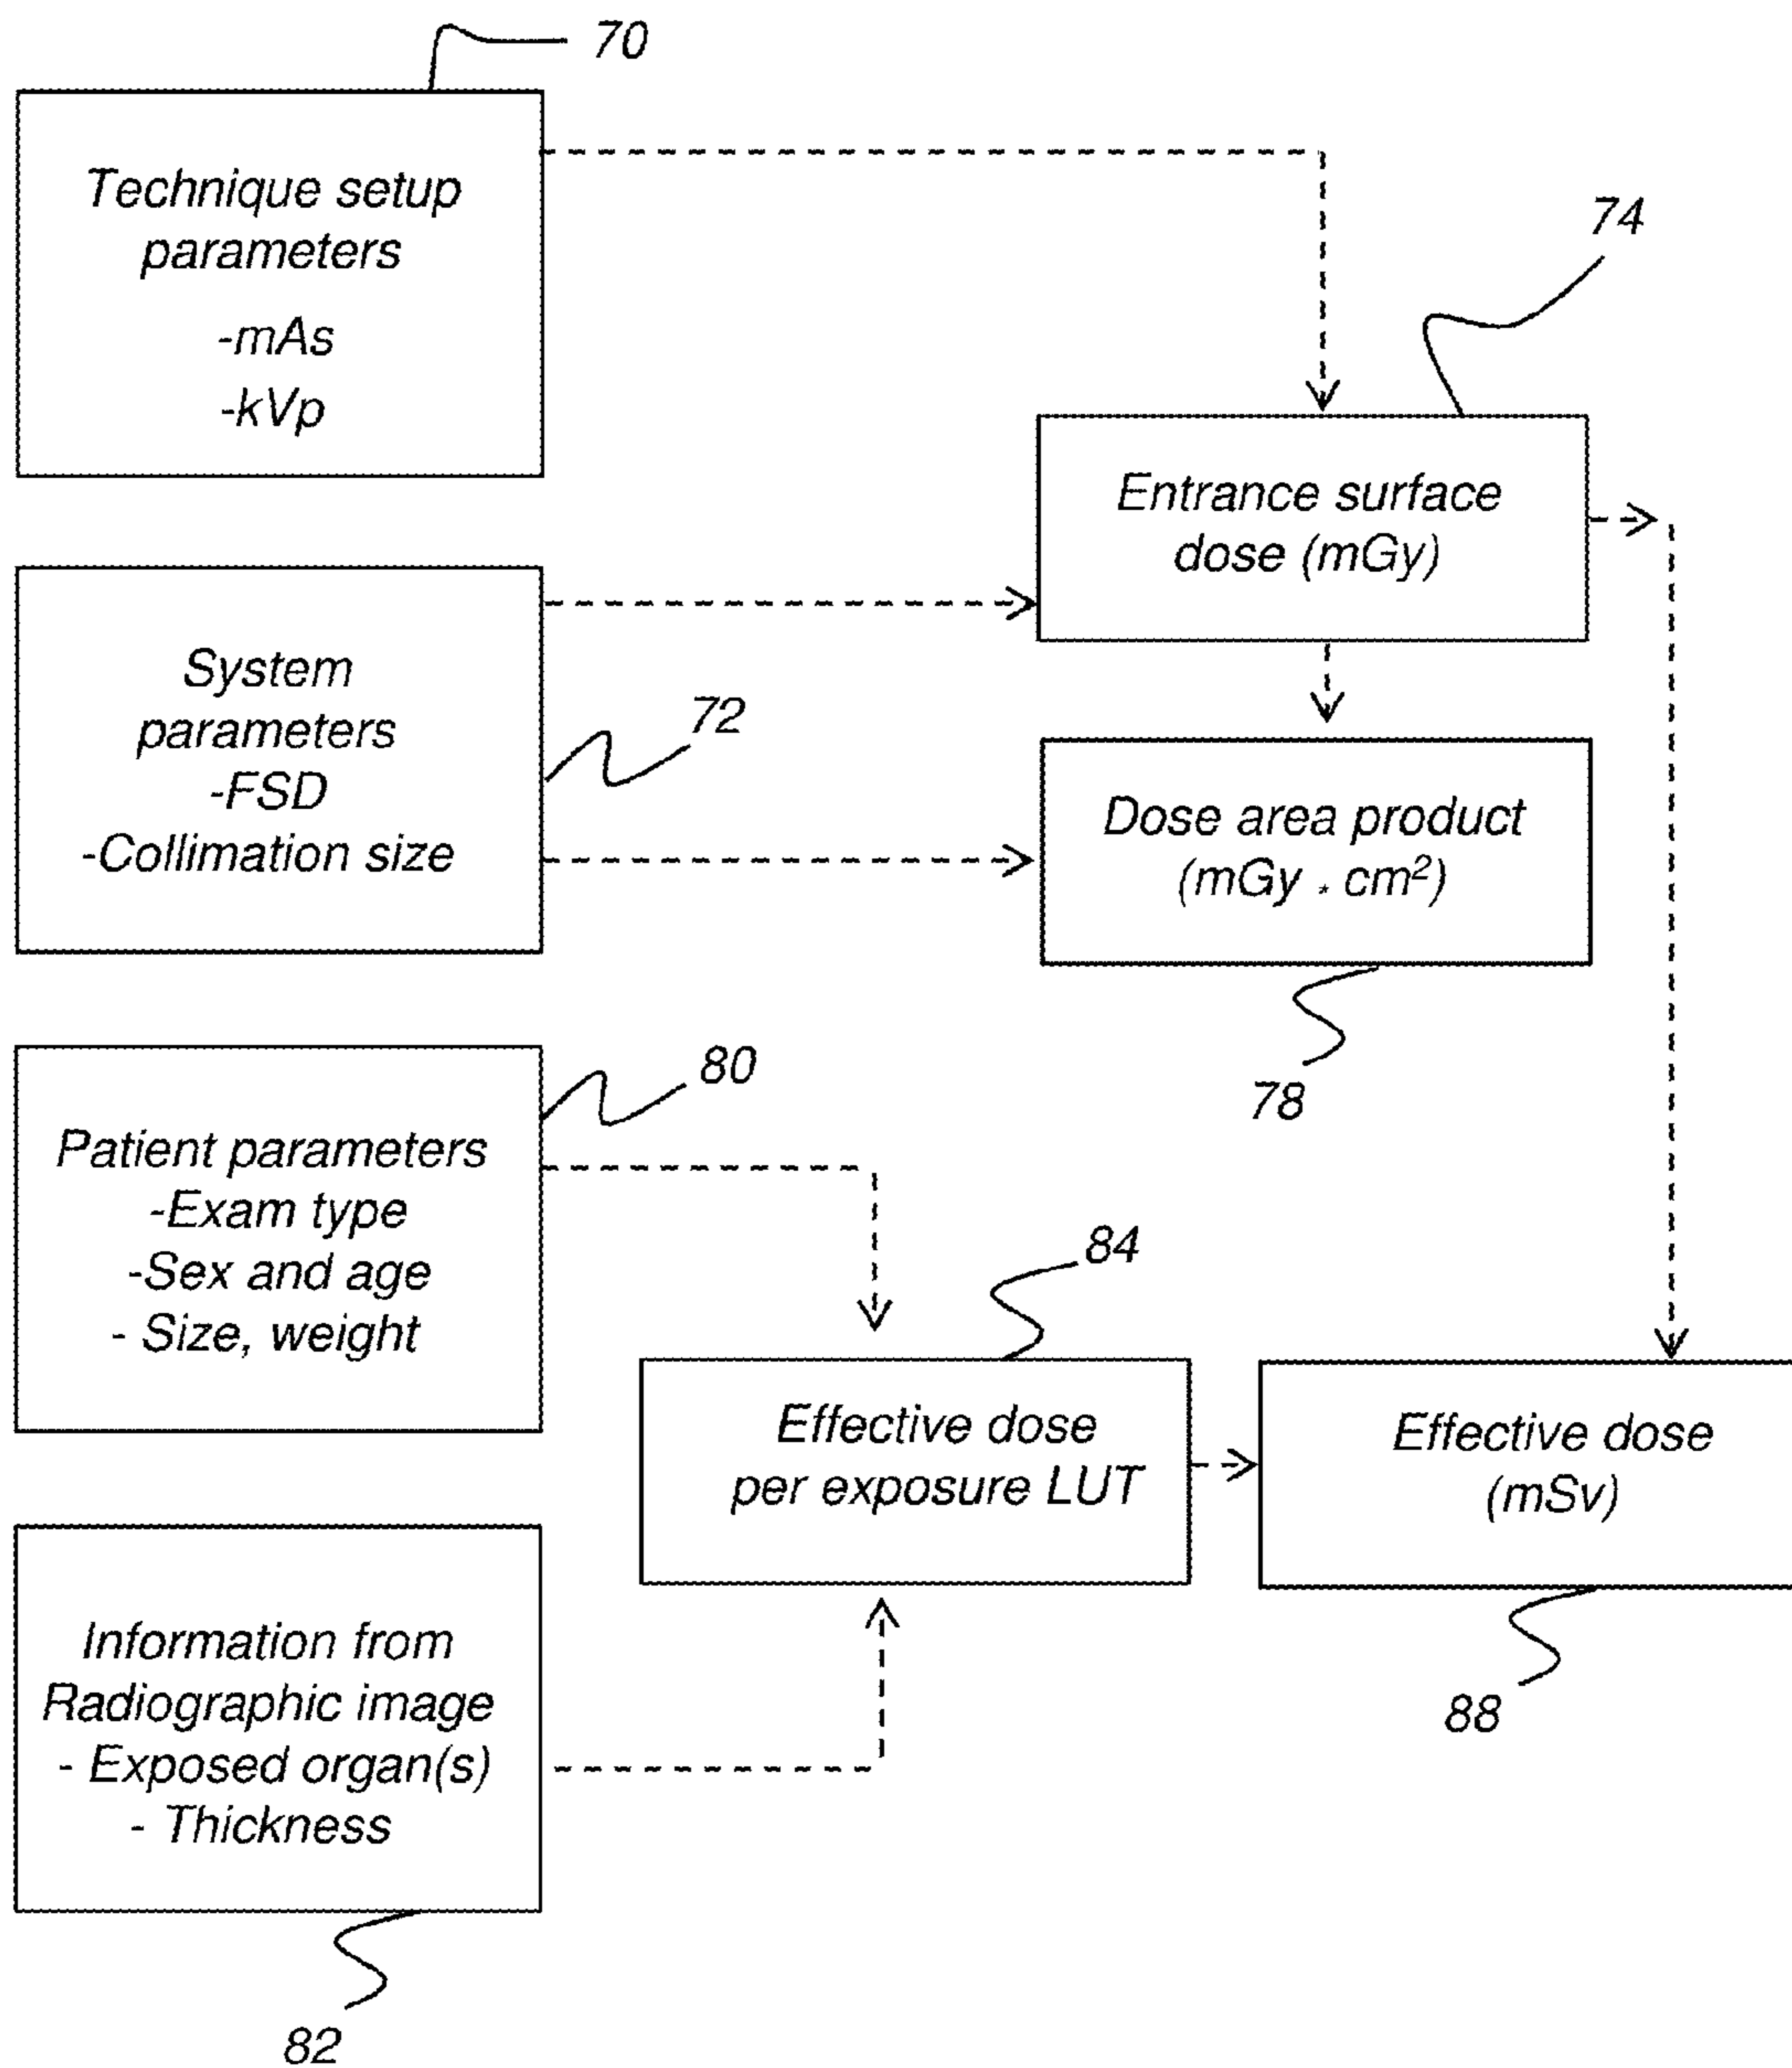 70
Technique setup
parameters
-mAs
-kVp
74
Entrance surface
dose (mGy)
System
parameters
-FSD
-Collimation size
72
Dose area product
(mGy * cm²)
78
80
Patient parameters
-Exam type
-Sex and age
- Size, weight
84
Effective dose
per exposure LUT
Effective dose
(mSv)
88
Information from
Radiographic image
- Exposed organ(s)
- Thickness
82